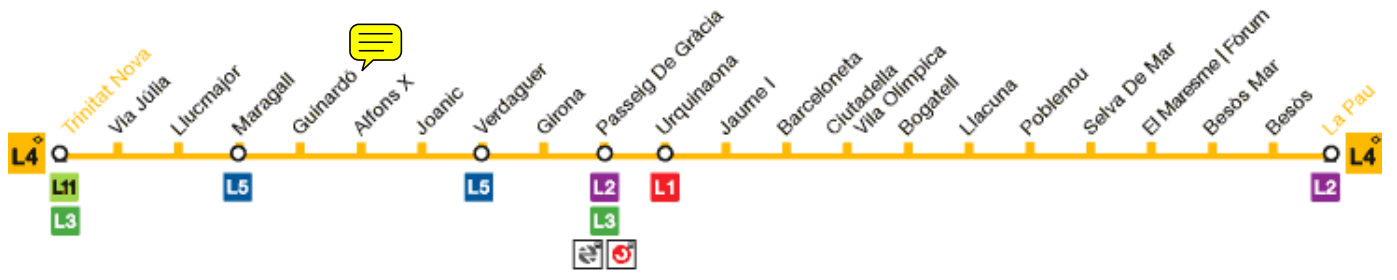 Trinitat Nova
Via Júlia
Llucmajor
Maragall
Guinardó
Alfons X
Joanic
Verdaguer
Girona
Passeig De Gràcia
Urquinaona
Jaume I
Barceloneta
Ciutadella
Vila Olímpica
Bogatell
Llacuna
Poblenou
Selva De Mar
El Maresme | Fòrum
Besòs Mar
Besòs
La Pau
L4
L4
L11
L5
L5
L2
L1
L2
L3
L3